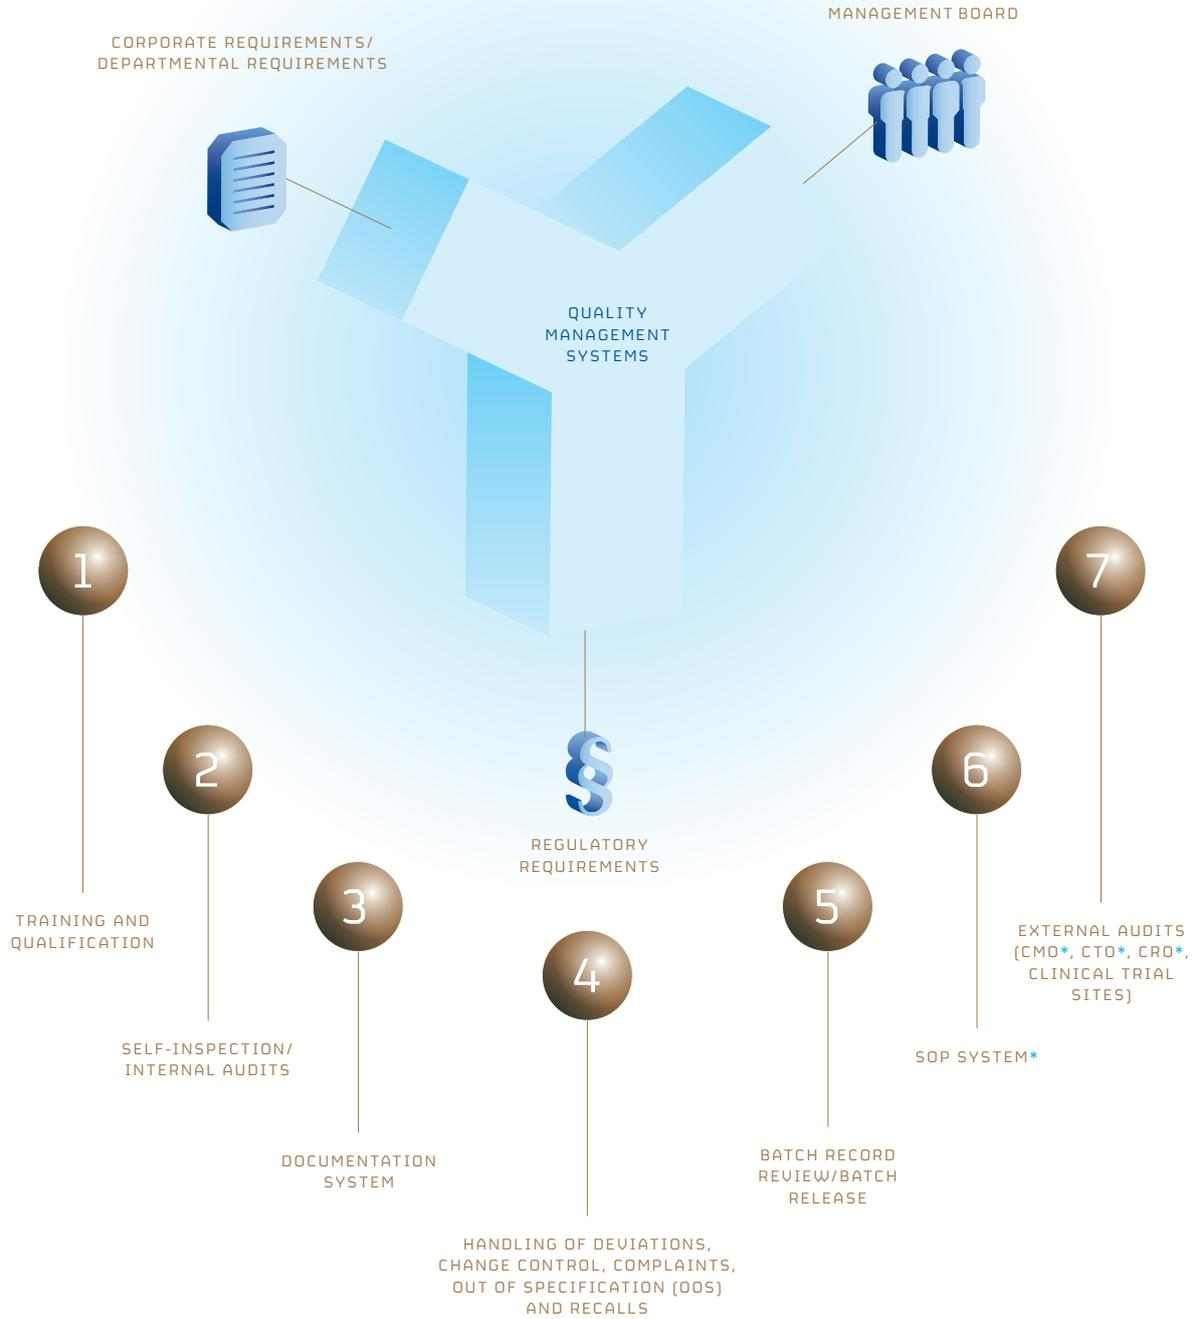 MANAGEMENT BOARD
CORPORATE REQUIREMENTS/
DEPARTMENTAL REQUIREMENTS
QUALITY
MANAGEMENT
SYSTEMS
§
REGULATORY
REQUIREMENTS
1
TRAINING AND
QUALIFICATION
2
SELF-INSPECTION/
INTERNAL AUDITS
3
DOCUMENTATION
SYSTEM
4
HANDLING OF DEVIATIONS,
CHANGE CONTROL, COMPLAINTS,
OUT OF SPECIFICATION (OOS)
AND RECALLS
5
BATCH RECORD
REVIEW/BATCH
RELEASE
6
SOP SYSTEM*
7
EXTERNAL AUDITS
(CMO*, CTO*, CRO*,
CLINICAL TRIAL
SITES)